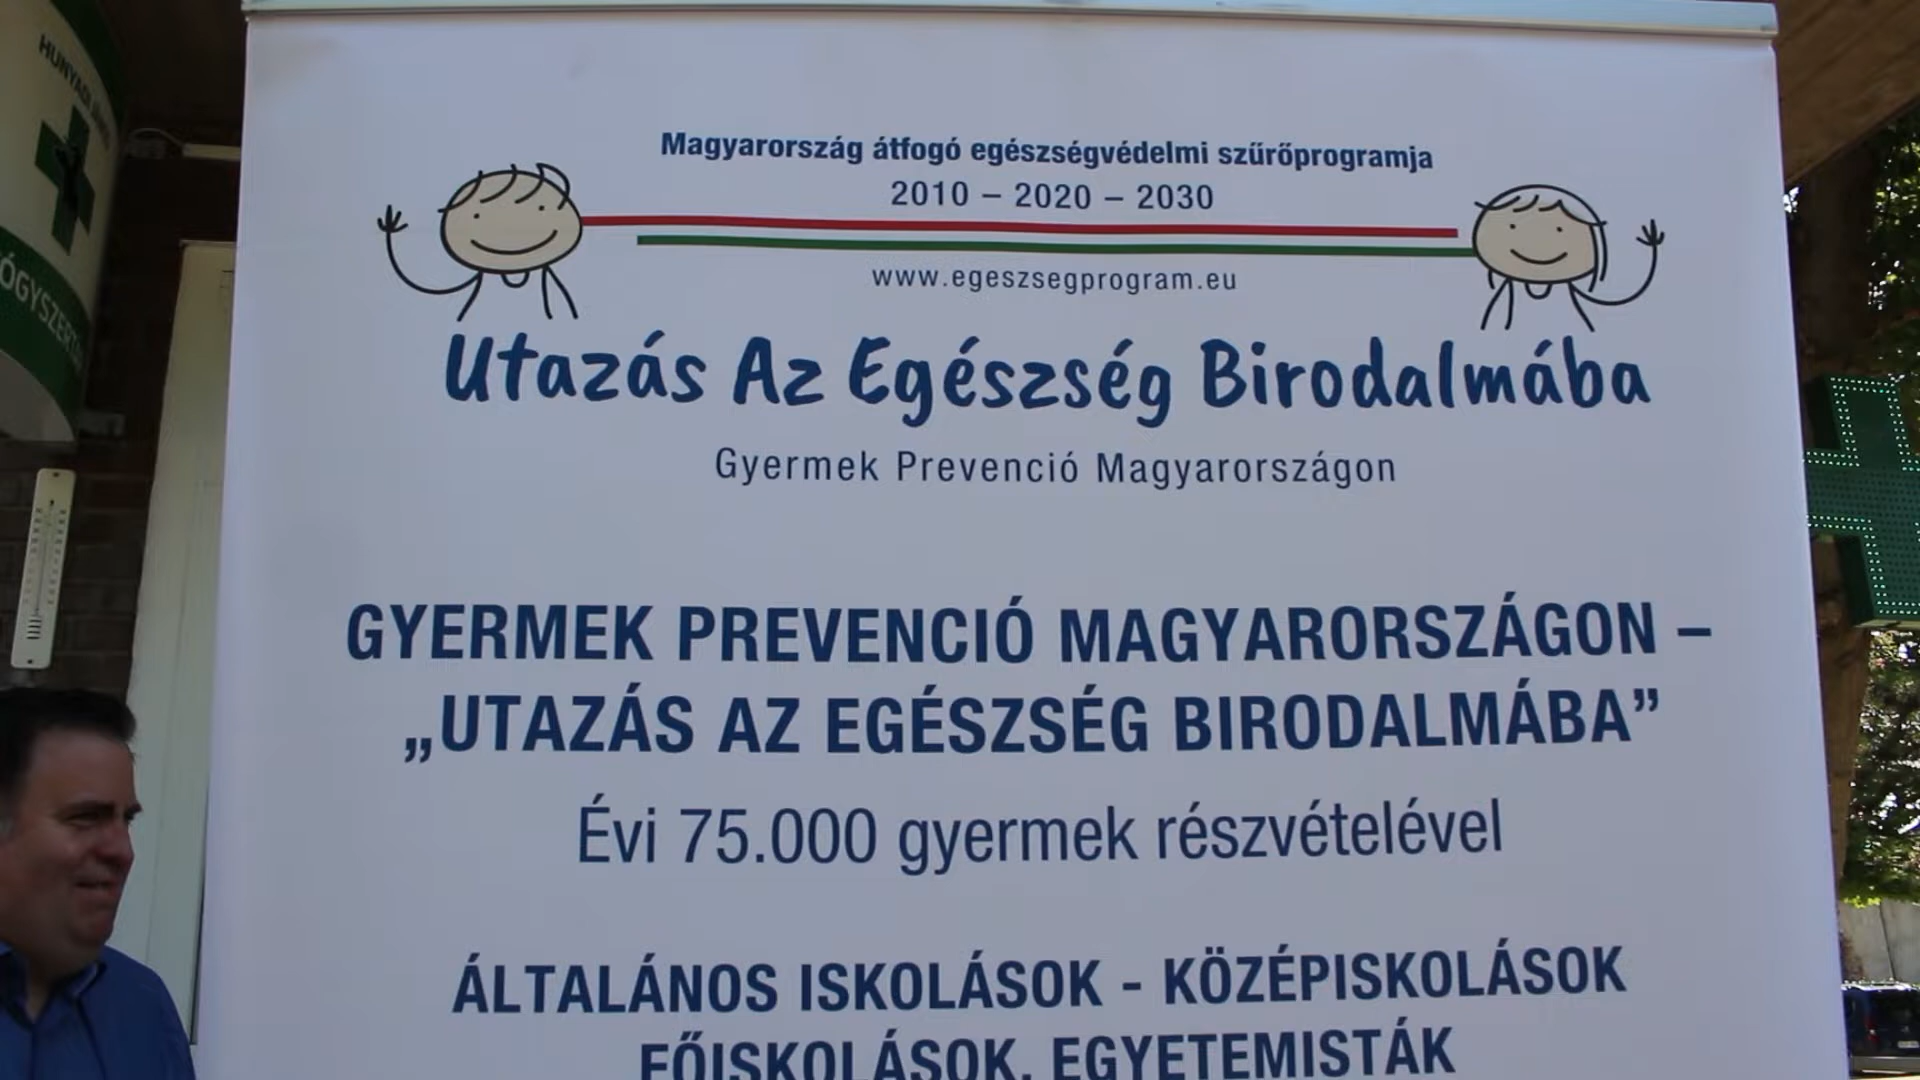 HUNYADI
Magyarország átfogó egészségvédelmi szűrőprogramja
2010 – 2020 – 2030
www.egeszsegprogram.eu
Utazás Az Egészség Birodalmába
Gyermek Prevenció Magyarországon
GYERMEK PREVENCIÓ MAGYARORSZÁGON –
„UTAZÁS AZ EGÉSZSÉG BIRODALMÁBA”
Évi 75.000 gyermek részvételével
ÁLTALÁNOS ISKOLÁSOK - KÖZÉPISKOLÁSOK
FŐISKOLÁSOK, EGYETEMISTÁK